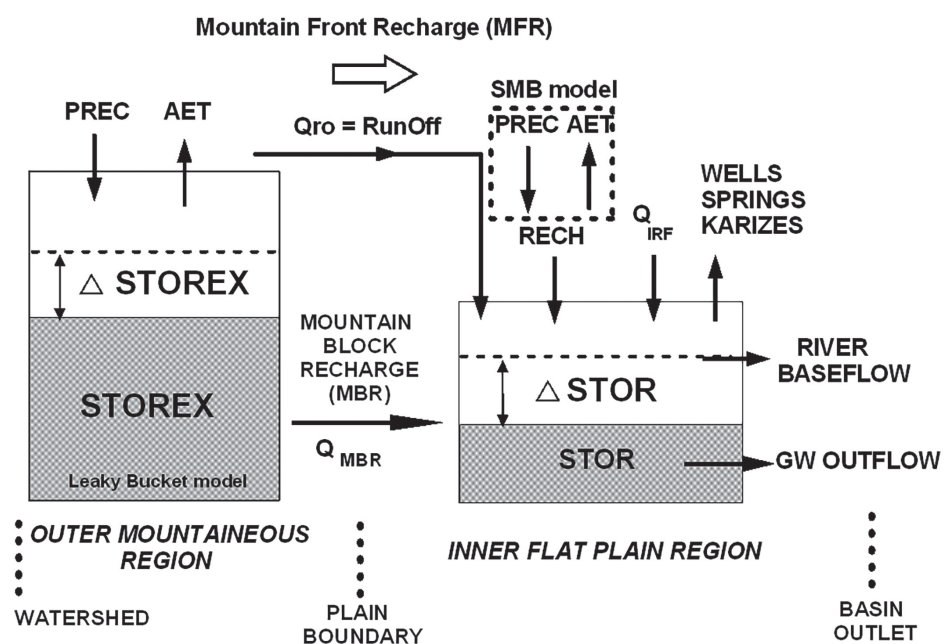 Mountain Front Recharge (MFR)
PREC AET
Qro = RunOff
SMB model
PREC AET
RECH
Q IRF
WELLS
SPRINGS
KARIZES
△ STOREX
STOREX
Leaky Bucket model
MOUNTAIN
BLOCK
RECHARGE
(MBR)
Q MBR
△ STOR
STOR
RIVER
BASEFLOW
GW OUTFLOW
OUTER MOUNTAINEOUS
REGION
INNER FLAT PLAIN REGION
WATERSHED
PLAIN
BOUNDARY
BASIN
OUTLET